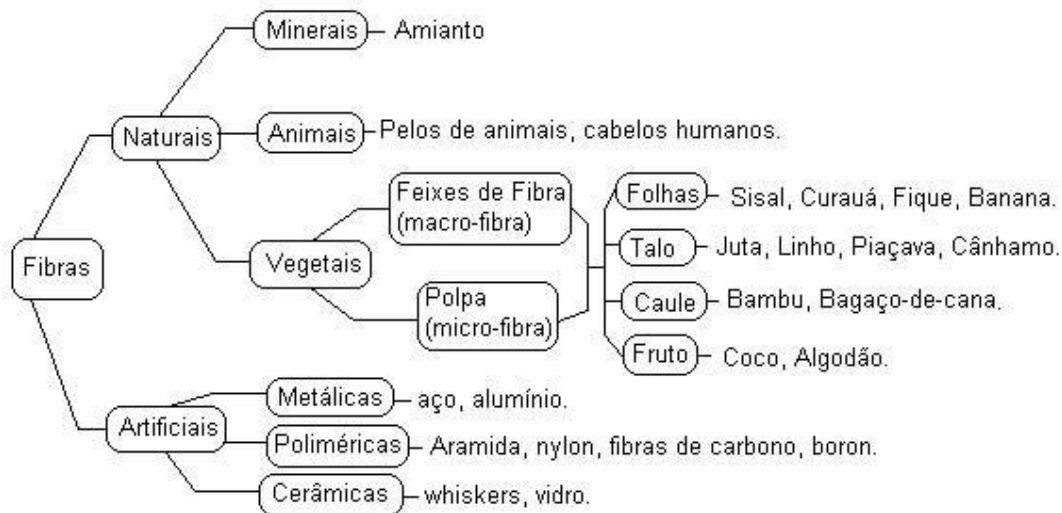 Minerais Amianto
Naturais Animais Pelos de animais, cabelos humanos.
Feixes de Fibra
(macro-fibra)
Folhas Sisal, Curauá, Fique, Banana.
Fibras Vegetais Talo Juta, Linho, Piaçava, Cânhamo.
Polpa
(micro-fibra)
Caule Bambu, Bagaço-de-cana.
Fruto Coco, Algodão.
Metálicas aço, alumínio.
Artificiais Poliméricas Aramida, nylon, fibras de carbono, boron.
Cerâmicas whiskers, vidro.